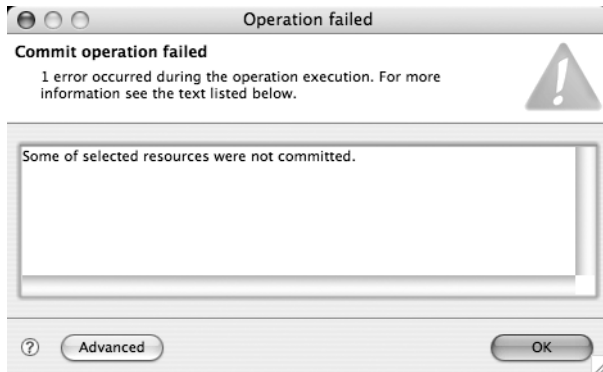 Operation failed
Commit operation failed
1 error occurred during the operation execution. For more
information see the text listed below.
Some of selected resources were not committed.
? Advanced OK